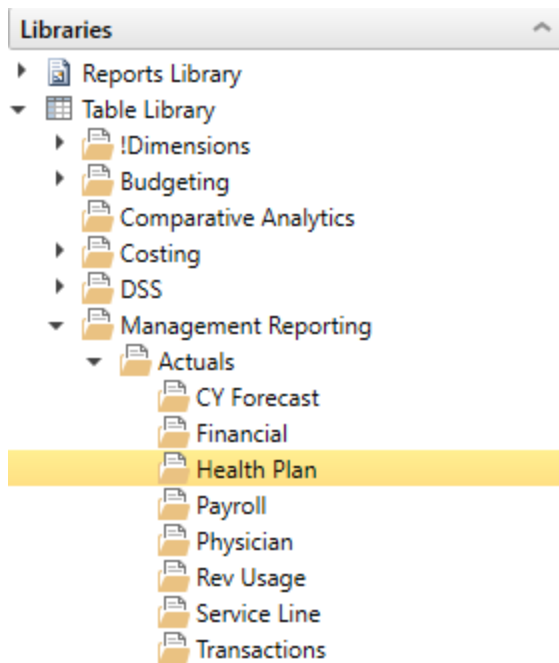 Libraries
Reports Library
Table Library
!Dimensions
Budgeting
Comparative Analytics
Costing
DSS
Management Reporting
Actuals
CY Forecast
Financial
Health Plan
Payroll
Physician
Rev Usage
Service Line
Transactions